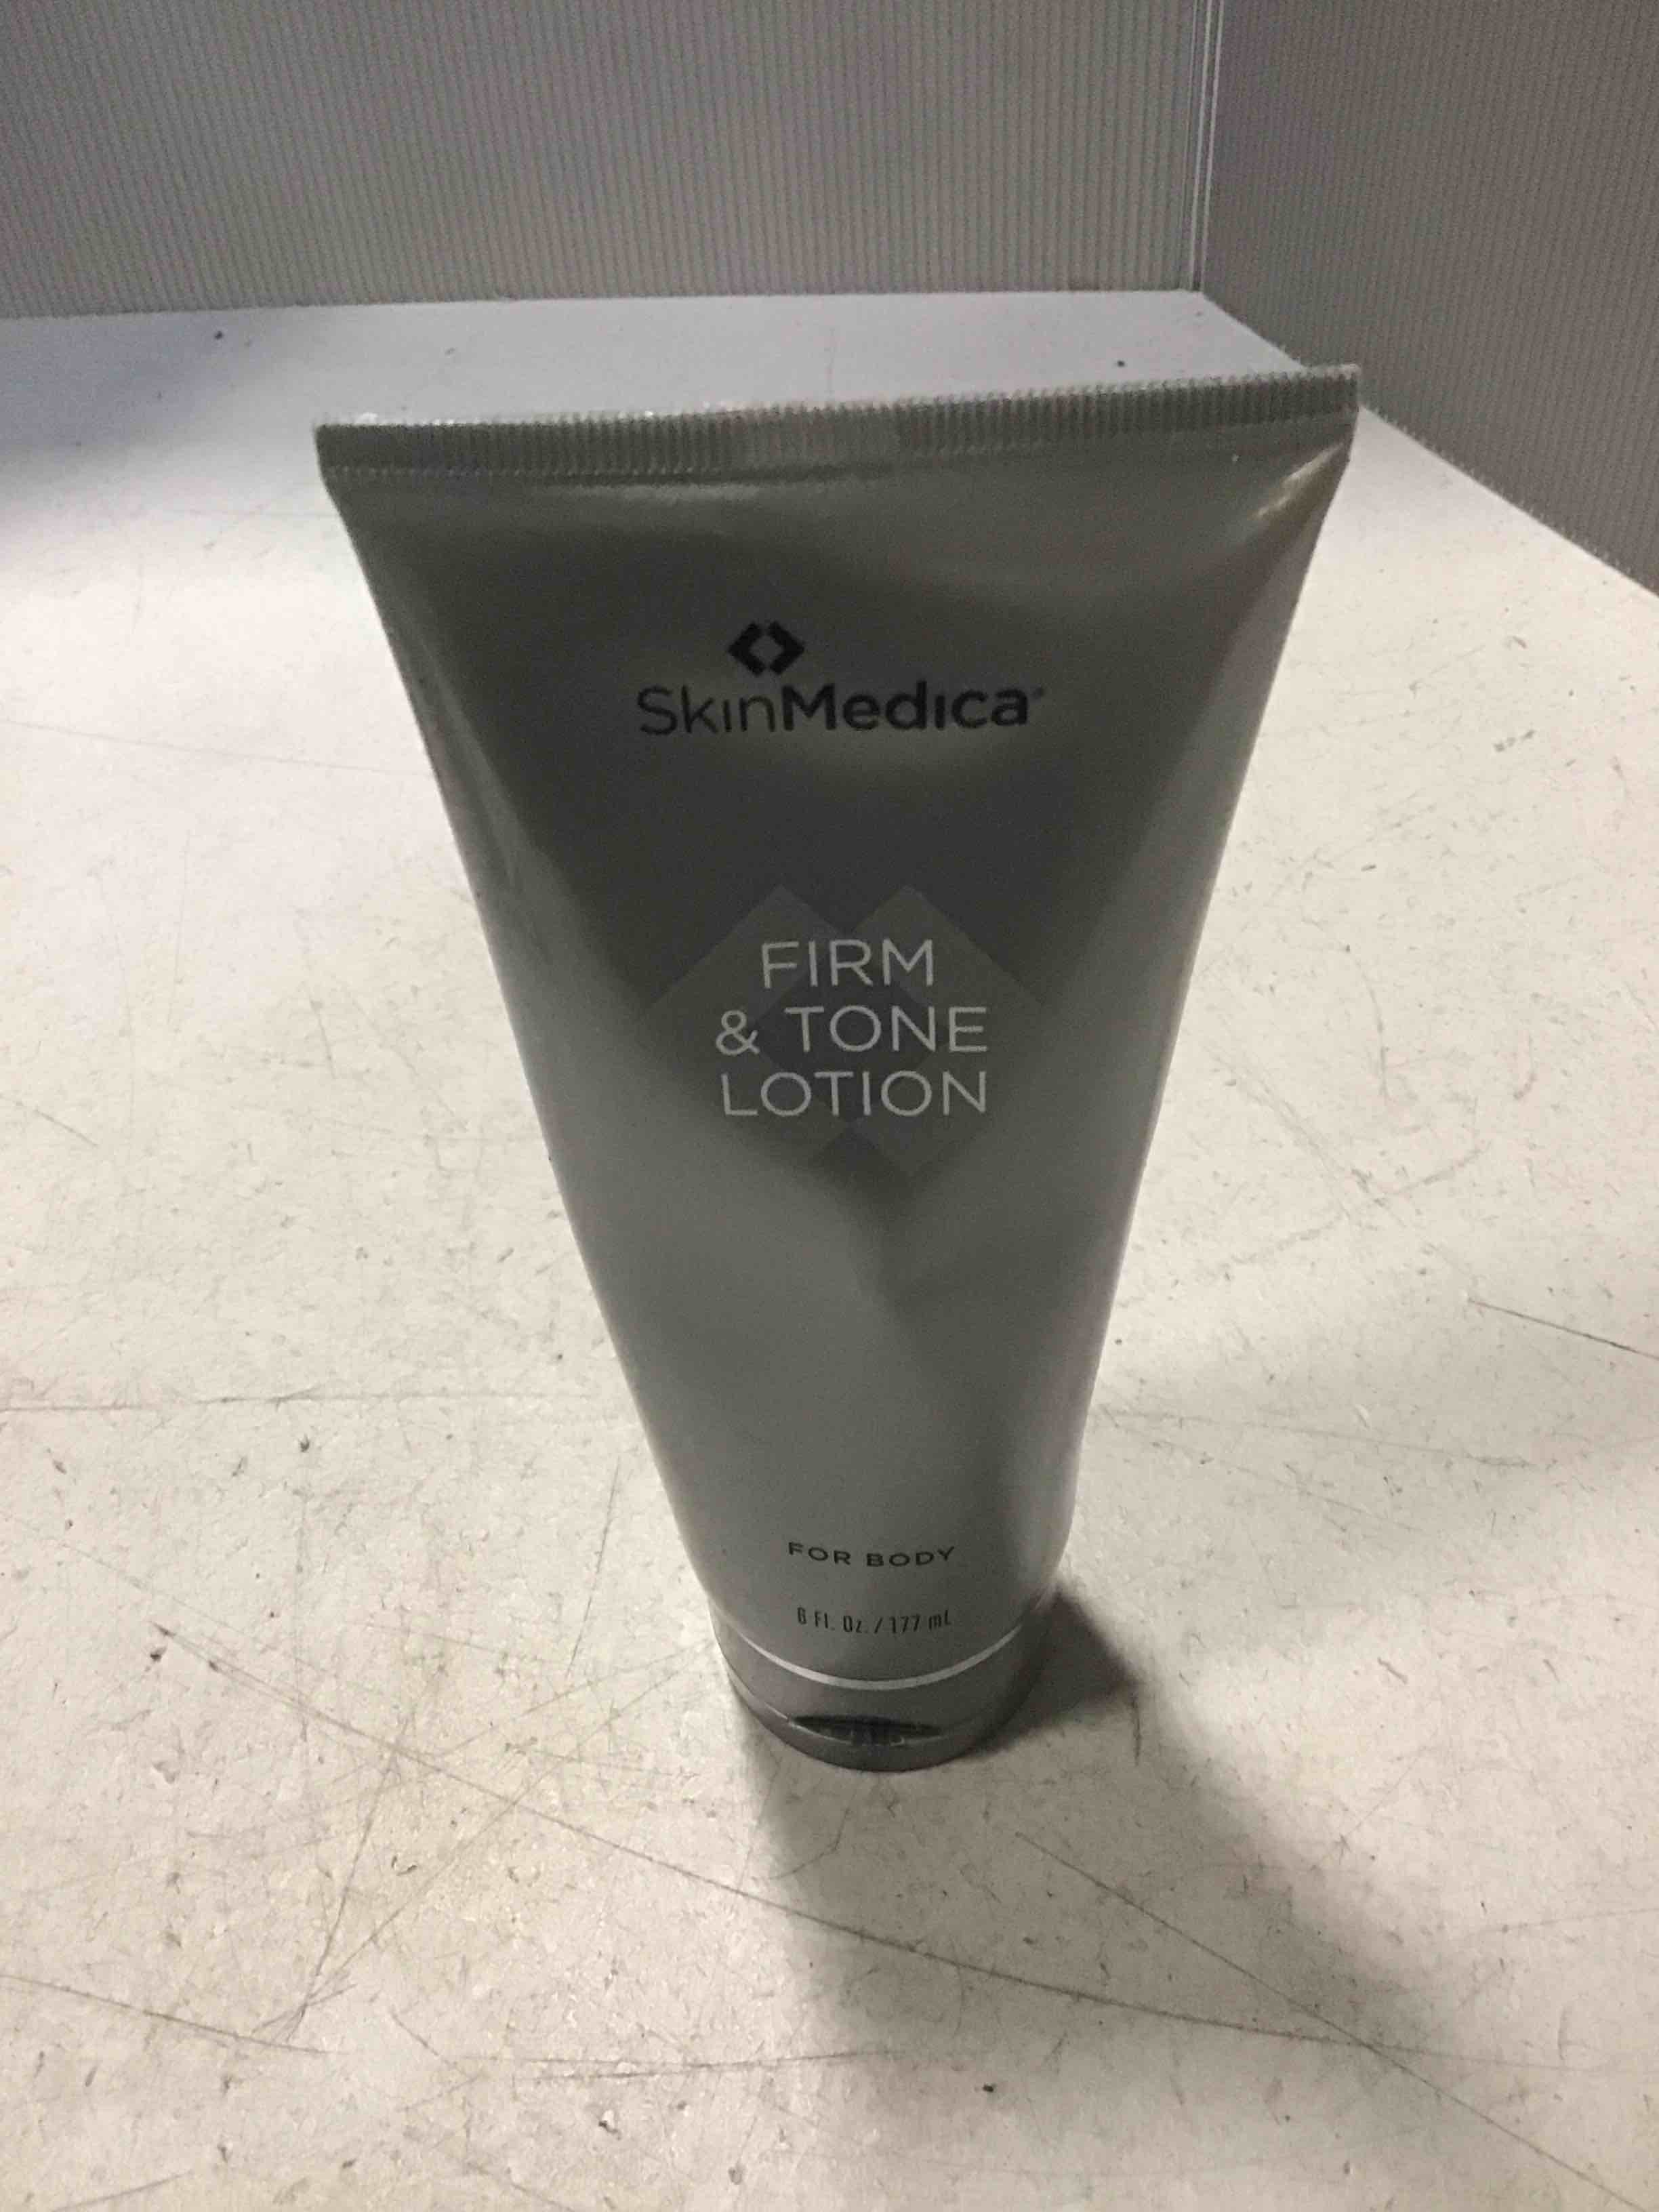 SkinMedica®
FIRM
& TONE
LOTION
FOR BODY
6 Fl. Oz. / 177 mL